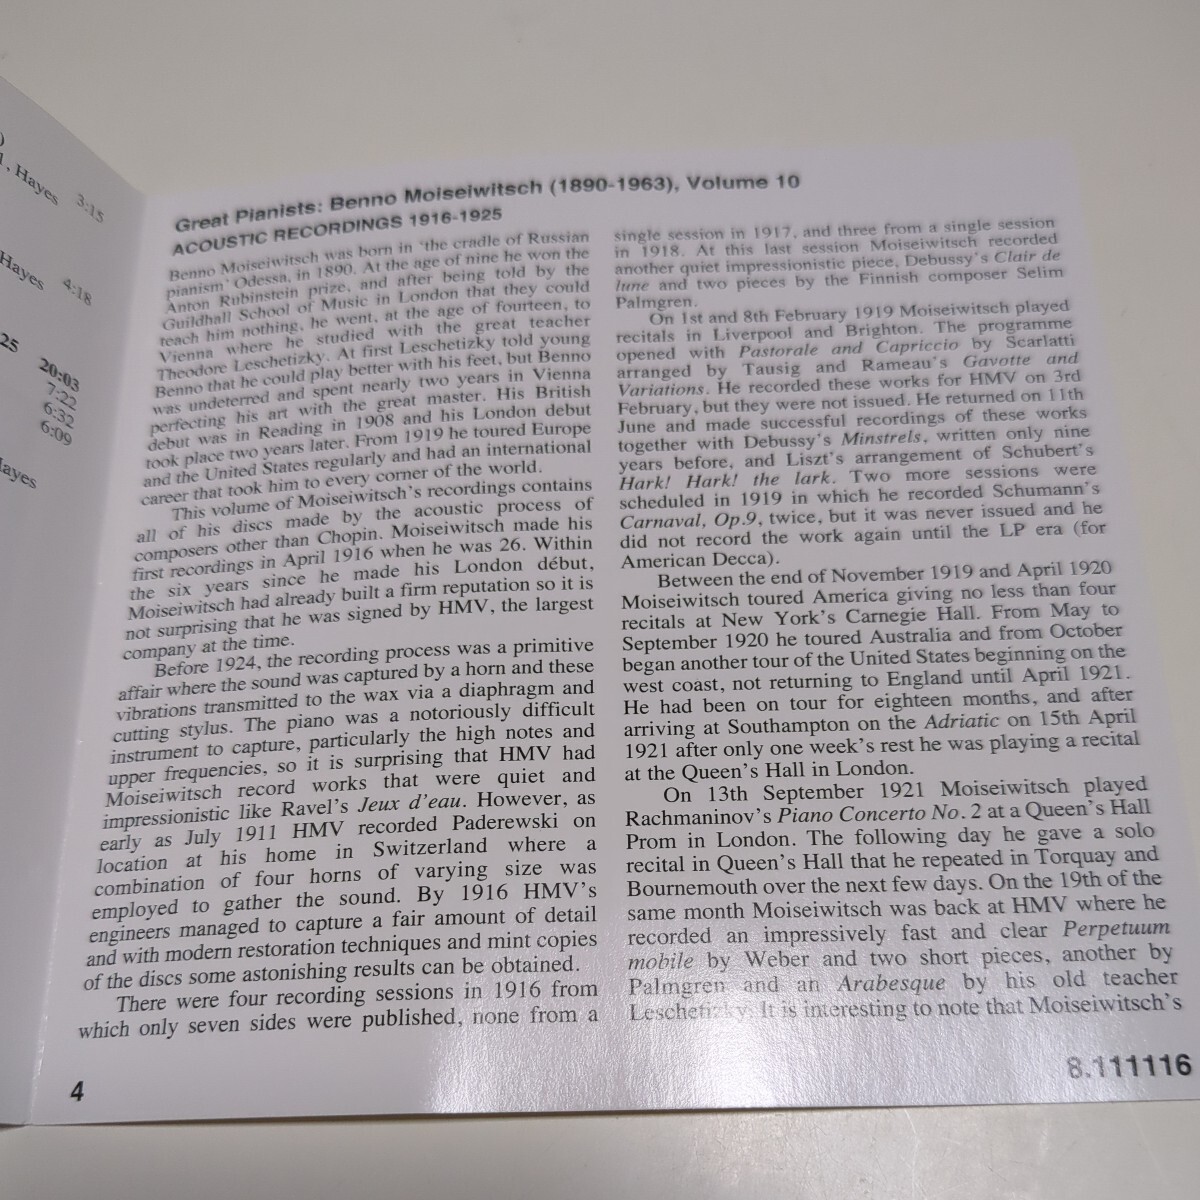 1, Hayes 3:15
Hayes 4:18
25 20:03
7:22
6:32
6:09
Hayes
Great Pianists: Benno Moiseiwitsch (1890-1963), Volume 10
ACOUSTIC RECORDINGS 1916-1925
Benno Moiseiwitsch was born in 'the cradle of Russian
pianism' Odessa, in 1890. At the age of nine he won the
Anton Rubinstein prize, and after being told by the
Guildhall School of Music in London that they could
teach him nothing, he went, at the age of fourteen, to
Vienna where he studied with the great teacher
Theodore Leschetizky. At first Leschetizky told young
Benno that he could play better with his feet, but Benno
was undeterred and spent nearly two years in Vienna
perfecting his art with the great master. His British
debut was in Reading in 1908 and his London debut
took place two years later. From 1919 he toured Europe
and the United States regularly and had an international
career that took him to every corner of the world.
This volume of Moiseiwitsch's recordings contains
all of his discs made by the acoustic process of
composers other than Chopin. Moiseiwitsch made his
first recordings in April 1916 when he was 26. Within
the six years since he made his London début,
Moiseiwitsch had already built a firm reputation so it is
not surprising that he was signed by HMV, the largest
company at the time.
Before 1924, the recording process was a primitive
affair where the sound was captured by a horn and these
vibrations transmitted to the wax via a diaphragm and
cutting stylus. The piano was a notoriously difficult
instrument to capture, particularly the high notes and
upper frequencies, so it is surprising that HMV had
Moiseiwitsch record works that were quiet and
impressionistic like Ravel's Jeux d'eau. However, as
early as July 1911 HMV recorded Paderewski on
location at his home in Switzerland where a
combination of four horns of varying size was
employed to gather the sound. By 1916 HMV's
engineers managed to capture a fair amount of detail
and with modern restoration techniques and mint copies
of the discs some astonishing results can be obtained.
There were four recording sessions in 1916 from
which only seven sides were published, none from a
single session in 1917, and three from a single session
in 1918. At this last session Moiseiwitsch recorded
another quiet impressionistic piece, Debussy's Clair de
lune and two pieces by the Finnish composer Selim
Palmgren.
On 1st and 8th February 1919 Moiseiwitsch played
recitals in Liverpool and Brighton. The programme
opened with Pastorale and Capriccio by Scarlatti
arranged by Tausig and Rameau's Gavotte and
Variations. He recorded these works for HMV on 3rd
February, but they were not issued. He returned on 11th
June and made successful recordings of these works
together with Debussy's Minstrels, written only nine
years before, and Liszt's arrangement of Schubert's
Hark! Hark! the lark. Two more sessions were
scheduled in 1919 in which he recorded Schumann's
Carnaval, Op.9, twice, but it was never issued and he
did not record the work again until the LP era (for
American Decca).
Between the end of November 1919 and April 1920
Moiseiwitsch toured America giving no less than four
recitals at New York's Carnegie Hall. From May to
September 1920 he toured Australia and from October
began another tour of the United States beginning on the
west coast, not returning to England until April 1921.
He had been on tour for eighteen months, and after
arriving at Southampton on the Adriatic on 15th April
1921 after only one week's rest he was playing a recital
at the Queen's Hall in London.
On 13th September 1921 Moiseiwitsch played
Rachmaninov's Piano Concerto No. 2 at a Queen's Hall
Prom in London. The following day he gave a solo
recital in Queen's Hall that he repeated in Torquay and
Bournemouth over the next few days. On the 19th of the
same month Moiseiwitsch was back at HMV where he
recorded an impressively fast and clear Perpetuum
mobile by Weber and two short pieces, another by
Palmgren and an Arabesque by his old teacher
Leschetizky. It is interesting to note that Moiseiwitsch's
4
8.111116